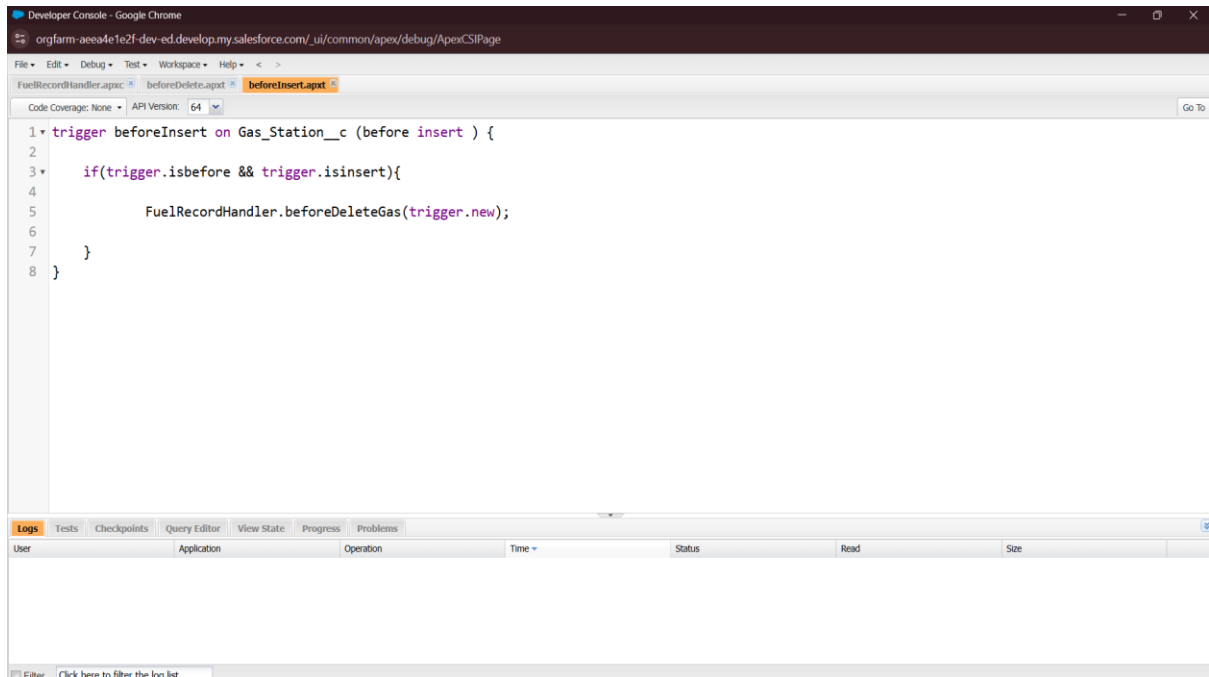 Developer Console - Google Chrome
orgfarm-aeea4e1e2f-dev-ed.develop.my.salesforce.com/_ui/common/apex/debug/ApexCSIPage
File Edit Debug Test Workspace Help < >
FuelRecordHandler.apxc beforeDelete.apxt beforeInsert.apxt
Code Coverage: None API Version: 64 Go To
1 trigger beforeInsert on Gas_Station__c (before insert ) {
2
3 if(trigger.isbefore && trigger.isinsert){
4
5 FuelRecordHandler.beforeDeleteGas(trigger.new);
6
7 }
8 }
Logs Tests Checkpoints Query Editor View State Progress Problems
User Application Operation Time Status Read Size
Filter Click here to filter the log list